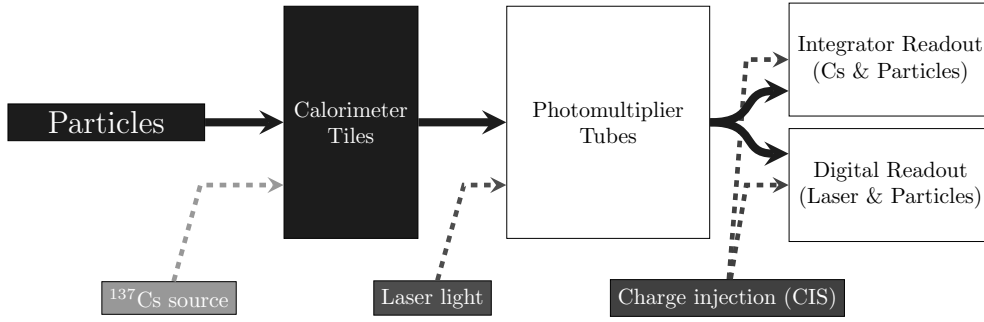 Particles
Calorimeter
Tiles
Photomultiplier
Tubes
Integrator Readout
(Cs & Particles)
Digital Readout
(Laser & Particles)
¹³⁷Cs source
Laser light
Charge injection (CIS)